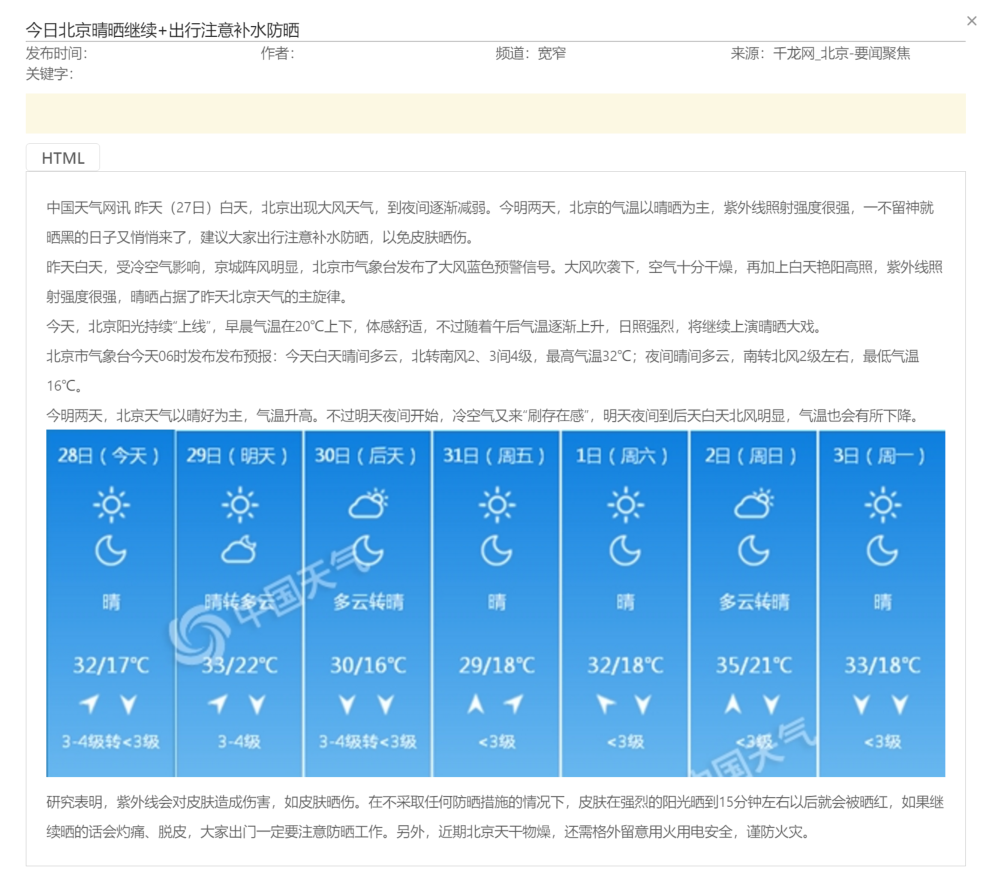 今日北京晴晒继续+出行注意补水防晒
×
发布时间: 作者: 频道: 宽窄 来源: 千龙网_北京-要闻聚焦
关键字:
HTML
中国天气网讯 昨天（27日）白天，北京出现大风天气，到夜间逐渐减弱。今明两天，北京的气温以晴晒为主，紫外线照射强度很强，一不留神就
晒黑的日子又悄悄来了，建议大家出行注意补水防晒，以免皮肤晒伤。
昨天白天，受冷空气影响，京城阵风明显，北京市气象台发布了大风蓝色预警信号。大风吹袭下，空气十分干燥，再加上白天艳阳高照，紫外线照
射强度很强，晴晒占据了昨天北京天气的主旋律。
今天，北京阳光持续“上线”，早晨气温在20℃上下，体感舒适，不过随着午后气温逐渐上升，日照强烈，将继续上演晴晒大戏。
北京市气象台今天06时发布发布预报：今天白天晴间多云，北转南风2、3间4级，最高气温32℃；夜间晴间多云，南转北风2级左右，最低气温
16℃。
今明两天，北京天气以晴好为主，气温升高。不过明天夜间开始，冷空气又来“刷存在感”，明天夜间到后天白天北风明显，气温也会有所下降。
28日（今天） 29日（明天） 30日（后天） 31日（周五） 1日（周六） 2日（周日） 3日（周一）
晴 晴转多云 多云转晴 晴 晴 多云转晴 晴
32/17℃ 33/22℃ 30/16℃ 29/18℃ 32/18℃ 35/21℃ 33/18℃
3-4级转<3级 3-4级 3-4级转<3级 <3级 <3级 <3级 <3级
中国天气
中国天气
研究表明，紫外线会对皮肤造成伤害，如皮肤晒伤。在不采取任何防晒措施的情况下，皮肤在强烈的阳光晒到15分钟左右以后就会被晒红，如果继
续晒的话会灼痛、脱皮，大家出门一定要注意防晒工作。另外，近期北京天干物燥，还需格外留意用火用电安全，谨防火灾。